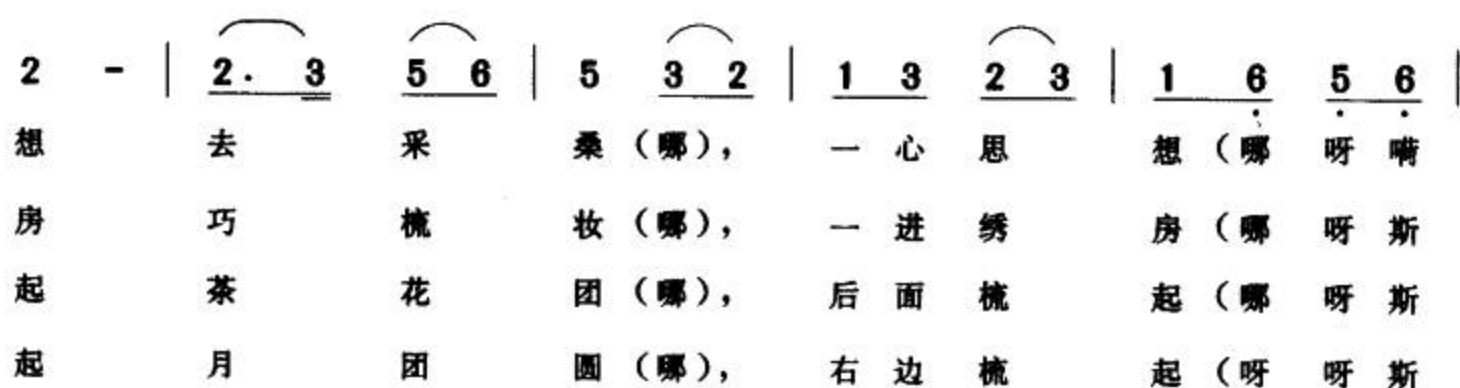 2 - | 2. 3 5 6 | 5 3 2 | 1 3 2 3 | 1 6 5 6 |
想 去 采 桑（哪）， 一 心 思 想（哪 呀 嗬
房 巧 梳 妆（哪）， 一 进 绣 房（哪 呀 斯
起 茶 花 团（哪）， 后 面 梳 起（哪 呀 斯
起 月 团 圆（哪）， 右 边 梳 起（呀 呀 斯